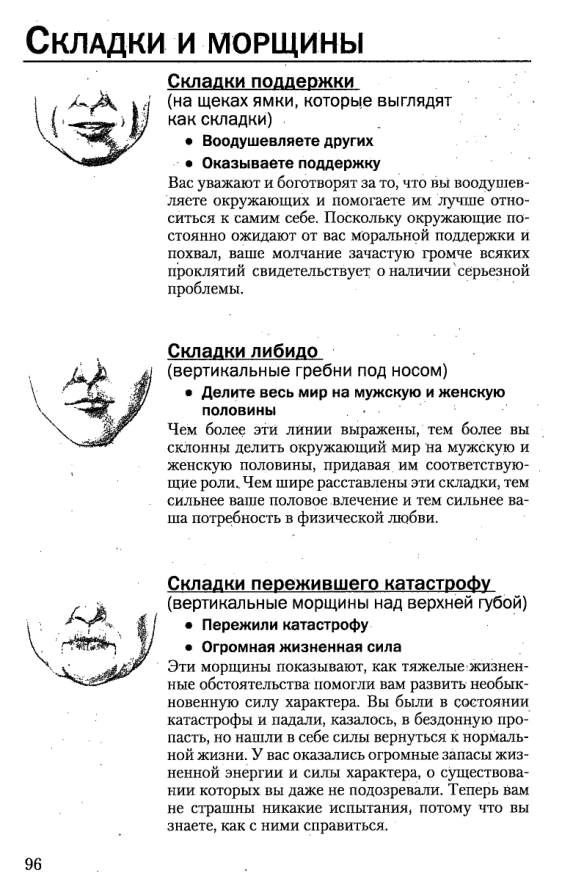 Складки и морщины
Складки поддержки
(на щеках ямки, которые выглядят
как складки)
• Воодушевляете других
• Оказываете поддержку
Вас уважают и боготворят за то, что вы воодушев-
ляете окружающих и помогаете им лучше отно-
ситься к самим себе. Поскольку окружающие по-
стоянно ожидают от вас моральной поддержки и
похвал, ваше молчание зачастую громче всяких
проклятий свидетельствует о наличии серьезной
проблемы.
Складки либидо
(вертикальные гребни под носом)
• Делите весь мир на мужскую и женскую
половины
Чем более эти линии выражены, тем более вы
склонны делить окружающий мир на мужскую и
женскую половины, придавая им соответствую-
щие роли. Чем шире расставлены эти складки, тем
сильнее ваше половое влечение и тем сильнее ва-
ша потребность в физической любви.
Складки пережившего катастрофу
(вертикальные морщины над верхней губой)
• Пережили катастрофу
• Огромная жизненная сила
Эти морщины показывают, как тяжелые жизнен-
ные обстоятельства помогли вам развить необык-
новенную силу характера. Вы были в состоянии
катастрофы и падали, казалось, в бездонную про-
пасть, но нашли в себе силы вернуться к нормаль-
ной жизни. У вас оказались огромные запасы жиз-
ненной энергии и силы характера, о существова-
нии которых вы даже не подозревали. Теперь вам
не страшны никакие испытания, потому что вы
знаете, как с ними справиться.
96